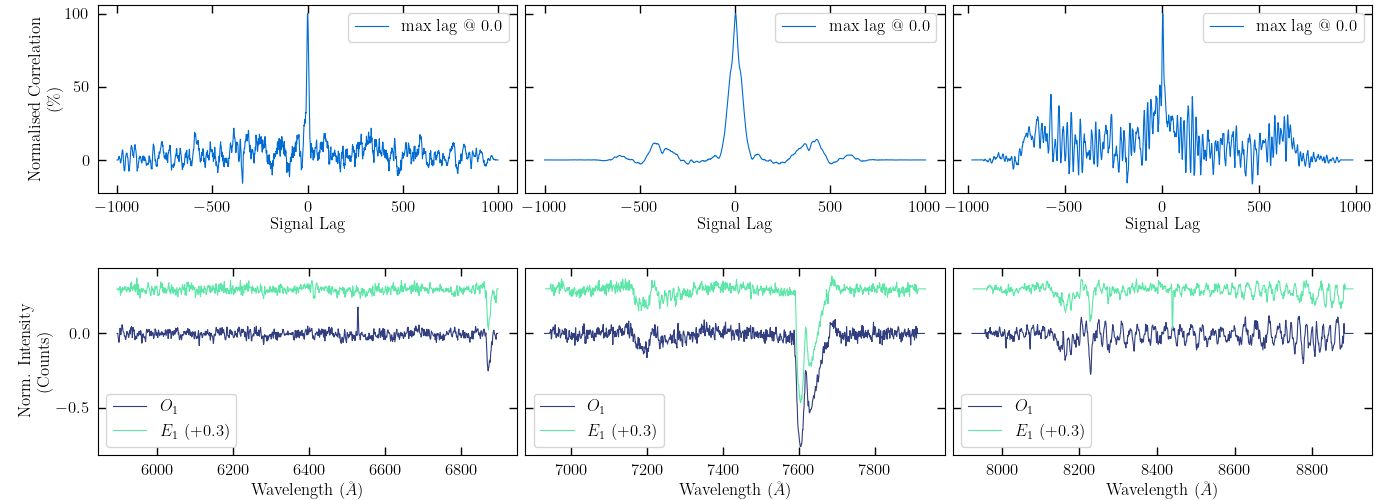 Normalised Correlation
(%)
100
50
0
max lag @ 0.0
max lag @ 0.0
max lag @ 0.0
−1000 −500 0 500 1000
−1000 −500 0 500 1000
−1000 −500 0 500 1000
Signal Lag
Signal Lag
Signal Lag
Norm. Intensity
(Counts)
0.0
−0.5
O₁
E₁ (+0.3)
O₁
E₁ (+0.3)
O₁
E₁ (+0.3)
6000 6200 6400 6600 6800
7000 7200 7400 7600 7800
8000 8200 8400 8600 8800
Wavelength (Å)
Wavelength (Å)
Wavelength (Å)